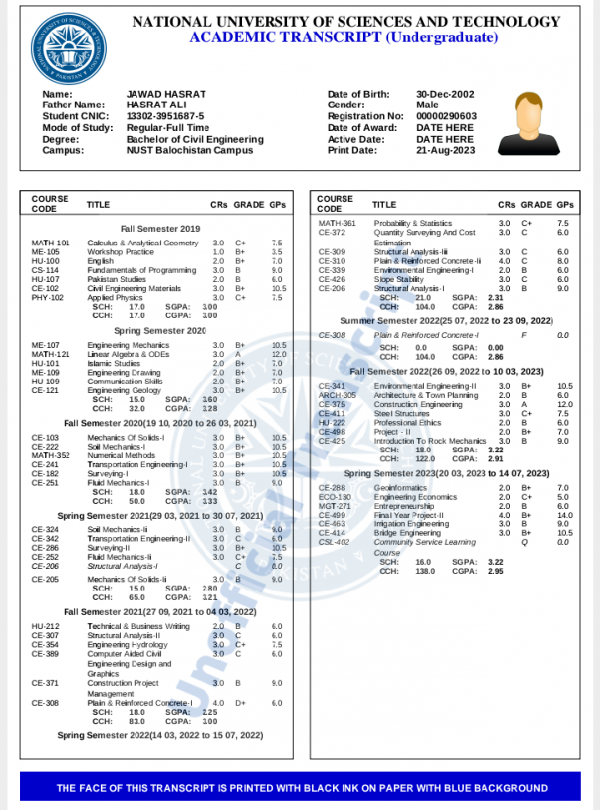 NATIONAL UNIVERSITY OF SCIENCES AND TECHNOLOGY
ACADEMIC TRANSCRIPT (Undergraduate)
Name: JAWAD HASRAT Date of Birth: 30-Dec-2002
Father Name: HASRAT ALI Gender: Male
Student CNIC: 13302-3951687-5 Registration No: 00000290603
Mode of Study: Regular-Full Time Date of Award: DATE HERE
Degree: Bachelor of Civil Engineering Active Date: DATE HERE
Campus: NUST Balochistan Campus Print Date: 21-Aug-2023
COURSE CODE TITLE CRs GRADE GPs
Fall Semester 2019
MATH-101 Calculus & Analytical Geometry 3.0 C+ 7.5
ME-105 Workshop Practice 1.0 B+ 3.5
HU-100 English 2.0 B+ 7.0
CS-114 Fundamentals of Programming 3.0 B 9.0
HU-107 Pakistan Studies 2.0 B 6.0
CE-102 Civil Engineering Materials 3.0 B+ 10.5
PHY-102 Applied Physics 3.0 C+ 7.5
SCH: 17.0 SGPA: 3.00
CCH: 17.0 CGPA: 3.00
Spring Semester 2020
ME-107 Engineering Mechanics 3.0 B+ 10.5
MATH-121 Linear Algebra & ODEs 3.0 A 12.0
HU-101 Islamic Studies 2.0 B+ 7.0
ME-109 Engineering Drawing 2.0 B+ 7.0
HU-109 Communication Skills 2.0 B+ 7.0
CE-121 Engineering Geology 3.0 B+ 10.5
SCH: 15.0 SGPA: 3.60
CCH: 32.0 CGPA: 3.28
Fall Semester 2020(19 10, 2020 to 26 03, 2021)
CE-103 Mechanics Of Solids-I 3.0 B+ 10.5
CE-222 Soil Mechanics-I 3.0 B+ 10.5
MATH-352 Numerical Methods 3.0 B+ 10.5
CE-241 Transportation Engineering-I 3.0 B+ 10.5
CE-182 Surveying-I 3.0 B+ 10.5
CE-251 Fluid Mechanics-I 3.0 B 9.0
SCH: 18.0 SGPA: 3.42
CCH: 50.0 CGPA: 3.33
Spring Semester 2021(29 03, 2021 to 30 07, 2021)
CE-324 Soil Mechanics-Ii 3.0 B 9.0
CE-342 Transportation Engineering-II 3.0 C 6.0
CE-286 Surveying-II 3.0 B+ 10.5
CE-252 Fluid Mechanics-Ii 3.0 C+ 7.5
CE-206 Structural Analysis-I C 0.0
CE-205 Mechanics Of Solids-Ii 3.0 B 9.0
SCH: 15.0 SGPA: 2.80
CCH: 65.0 CGPA: 3.21
Fall Semester 2021(27 09, 2021 to 04 03, 2022)
HU-212 Technical & Business Writing 2.0 B 6.0
CE-307 Structural Analysis-II 3.0 C 6.0
CE-354 Engineering Hydrology 3.0 C+ 7.5
CE-389 Computer Aided Civil 3.0 C 6.0
Engineering Design and
Graphics
CE-371 Construction Project 3.0 B 9.0
Management
CE-308 Plain & Reinforced Concrete-I 4.0 D+ 6.0
SCH: 18.0 SGPA: 2.25
CCH: 83.0 CGPA: 3.00
Spring Semester 2022(14 03, 2022 to 15 07, 2022)
COURSE CODE TITLE CRs GRADE GPs
MATH-361 Probability & Statistics 3.0 C+ 7.5
CE-372 Quantity Surveying And Cost 3.0 C 6.0
Estimation
CE-309 Structural Analysis-Iii 3.0 C 6.0
CE-310 Plain & Reinforced Concrete-Ii 4.0 C 8.0
CE-339 Environmental Engineering-I 2.0 B 6.0
CE-426 Slope Stability 3.0 C 6.0
CE-206 Structural Analysis-I 3.0 B 9.0
SCH: 21.0 SGPA: 2.31
CCH: 104.0 CGPA: 2.86
Summer Semester 2022(25 07, 2022 to 23 09, 2022)
CE-308 Plain & Reinforced Concrete-I F 0.0
SCH: 0.0 SGPA: 0.00
CCH: 104.0 CGPA: 2.86
Fall Semester 2022(26 09, 2022 to 10 03, 2023)
CE-341 Environmental Engineering-II 3.0 B+ 10.5
ARCH-305 Architecture & Town Planning 2.0 B 6.0
CE-375 Construction Engineering 3.0 A 12.0
CE-411 Steel Structures 3.0 C+ 7.5
HU-222 Professional Ethics 2.0 B 6.0
CE-498 Project - II 2.0 B+ 7.0
CE-425 Introduction To Rock Mechanics 3.0 B 9.0
SCH: 18.0 SGPA: 3.22
CCH: 122.0 CGPA: 2.91
Spring Semester 2023(20 03, 2023 to 14 07, 2023)
CE-288 Geoinformatics 2.0 B+ 7.0
ECO-130 Engineering Economics 2.0 C+ 5.0
MGT-271 Entrepreneurship 2.0 B 6.0
CE-499 Final Year Project-II 4.0 B+ 14.0
CE-463 Irrigation Engineering 3.0 B 9.0
CE-414 Bridge Engineering 3.0 B+ 10.5
CSL-402 Community Service Learning Q 0.0
Course
SCH: 16.0 SGPA: 3.22
CCH: 138.0 CGPA: 2.95
Unofficial Transcript
THE FACE OF THIS TRANSCRIPT IS PRINTED WITH BLACK INK ON PAPER WITH BLUE BACKGROUND